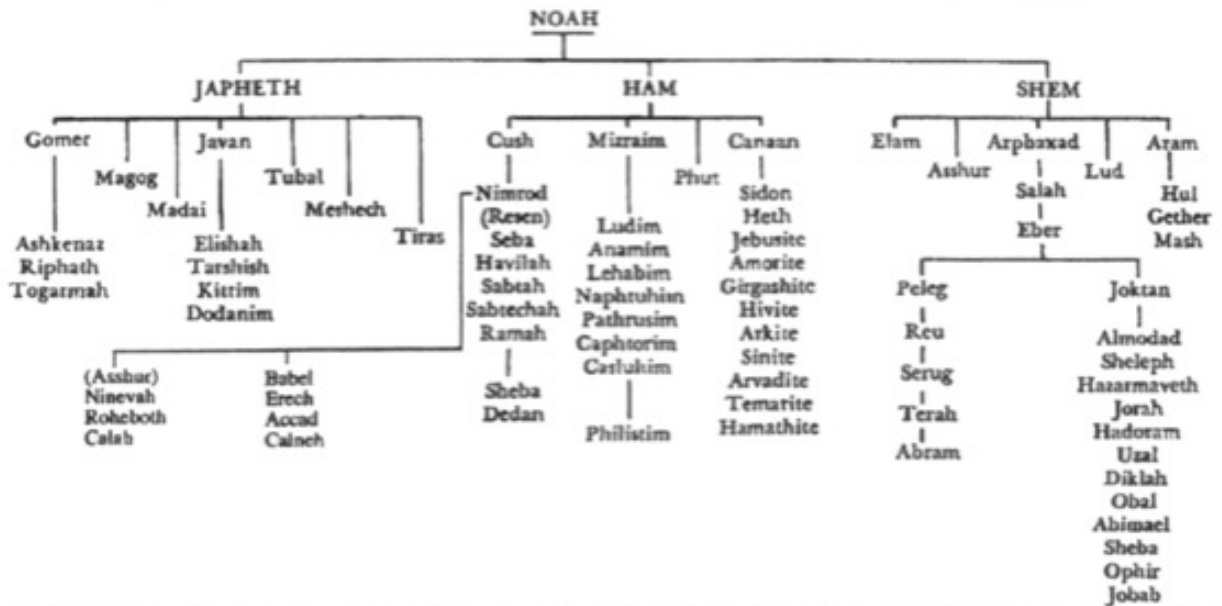 NOAH
JAPHETH HAM SHEM
Gomer Javan Cush Mizraim Canaan Elam Arphaxad Aram
Magog Tubal Phut Asshur Lud
Madai Meshech Nimrod Sidon Salah Hul
Tiras (Resen) Ludim Heth Eber Gether
Ashkenaz Elishah Seba Anamim Jebusite Mash
Riphath Tarshish Havilah Lehabim Amorite
Togarmah Kittim Sabtah Naphtuhim Girgashite Peleg Joktan
Dodanim Sabtechah Pathrusim Hivite
Ramah Caphtorim Arkite Reu Almodad
Casluhim Sinite Sheleph
(Asshur) Babel Sheba Arvadite Serug Hazarmaveth
Ninevah Erech Dedan Temarite Terah Jorah
Roheboth Accad Philistim Hamathite Hadoram
Calah Calneh Abram Uzal
Diklah
Obal
Abimael
Sheba
Ophir
Jobab